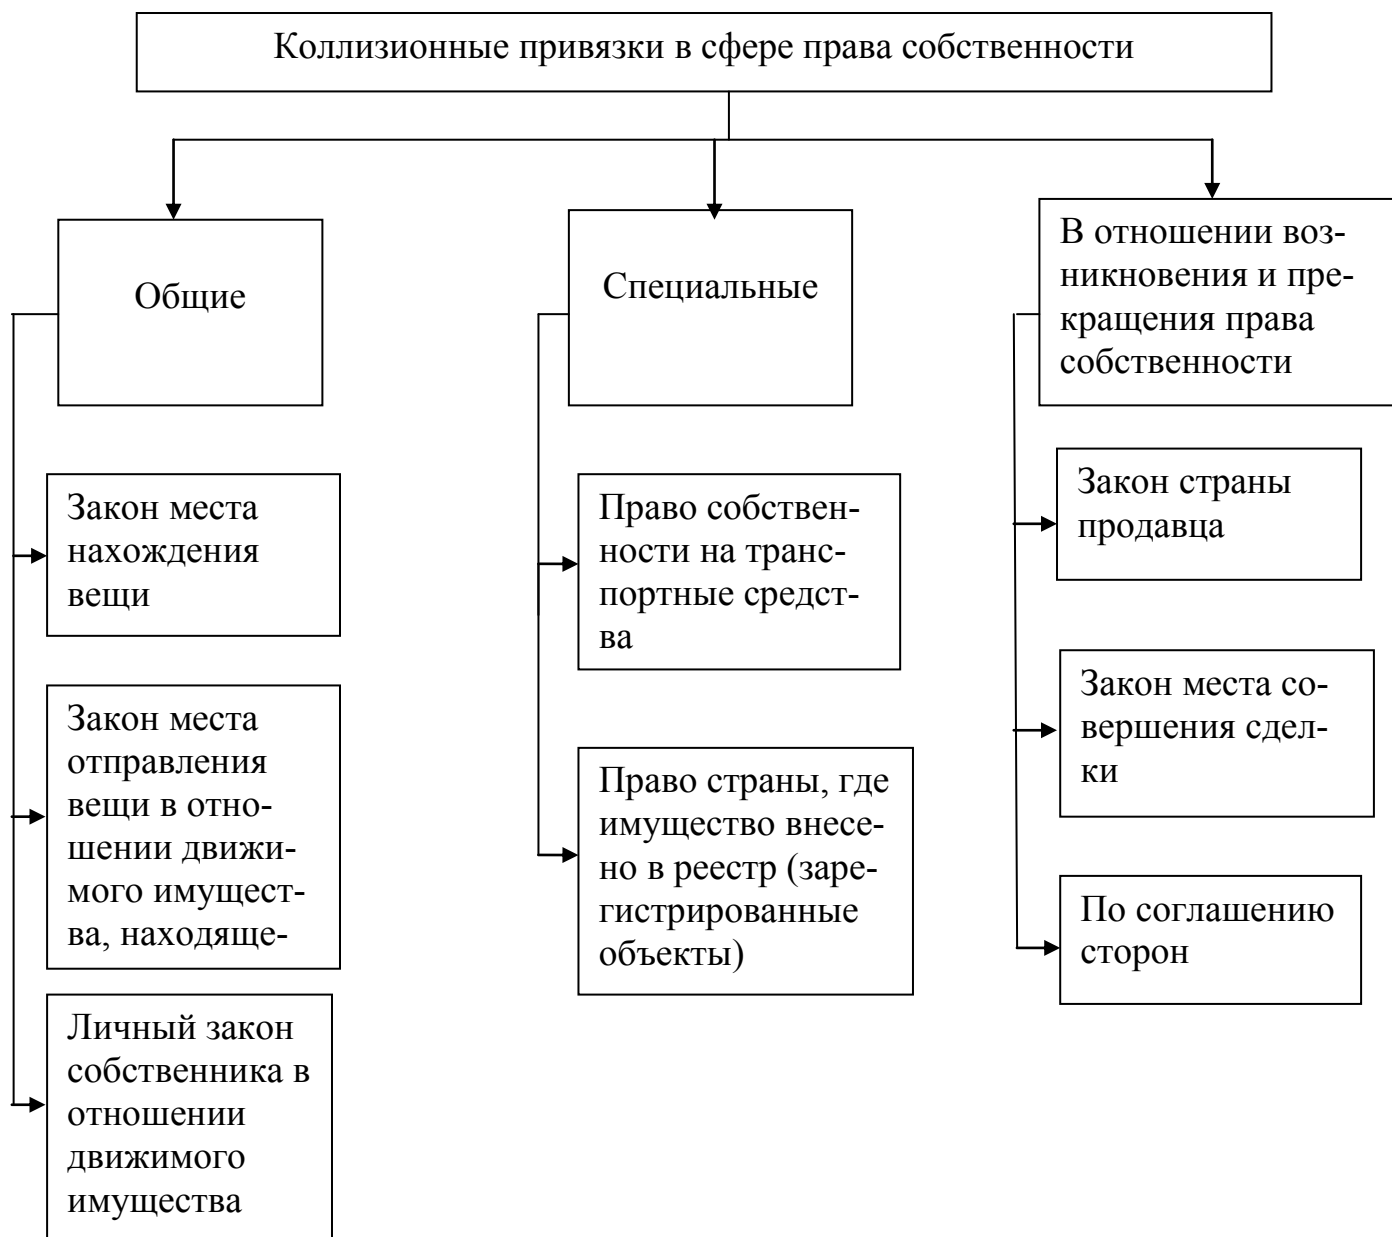 Коллизионные привязки в сфере права собственности
Общие
Закон места
нахождения
вещи
Закон места
отправления
вещи в отно-
шении движи-
мого имущест-
ва, находяще-
Личный закон
собственника в
отношении
движимого
имущества
Специальные
Право собствен-
ности на транс-
портные средст-
ва
Право страны, где
имущество внесе-
но в реестр (заре-
гистрированные
объекты)
В отношении воз-
никновения и пре-
кращения права
собственности
Закон страны
продавца
Закон места со-
вершения сдел-
ки
По соглашению
сторон